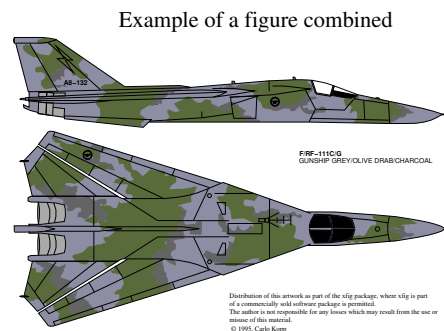 Example of a figure combined
A8-132
F/RF-111C/G
GUNSHIP GREY/OLIVE DRAB/CHARCOAL
Distribution of this artwork as part of the xfig package, where xfig is part
of a commercially sold software package is permitted.
The author is not responsible for any losses which may result from the use or
misuse of this material.
© 1995, Carlo Kopp